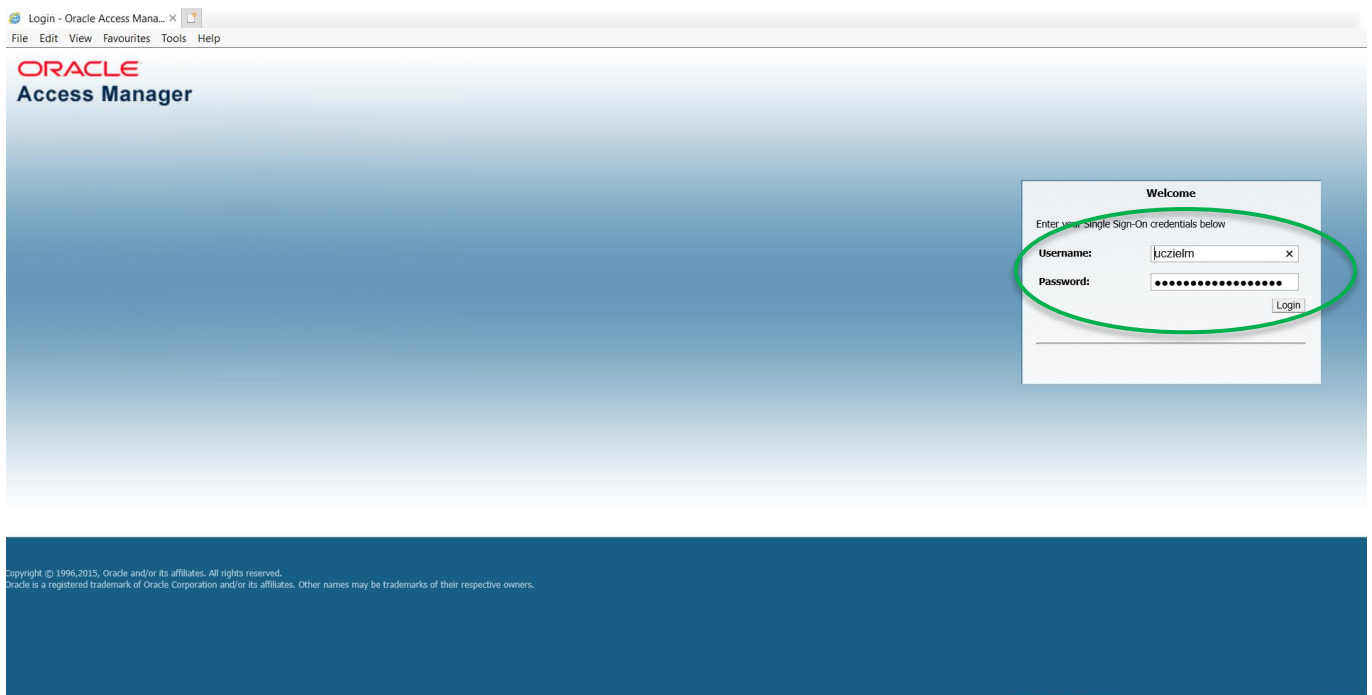 Login - Oracle Access Mana...
File Edit View Favourites Tools Help
ORACLE
Access Manager
Welcome
Enter your Single Sign-On credentials below
Username: uczielm
Password: ••••••••••••••••••
Login
Copyright © 1996,2015, Oracle and/or its affiliates. All rights reserved.
Oracle is a registered trademark of Oracle Corporation and/or its affiliates. Other names may be trademarks of their respective owners.